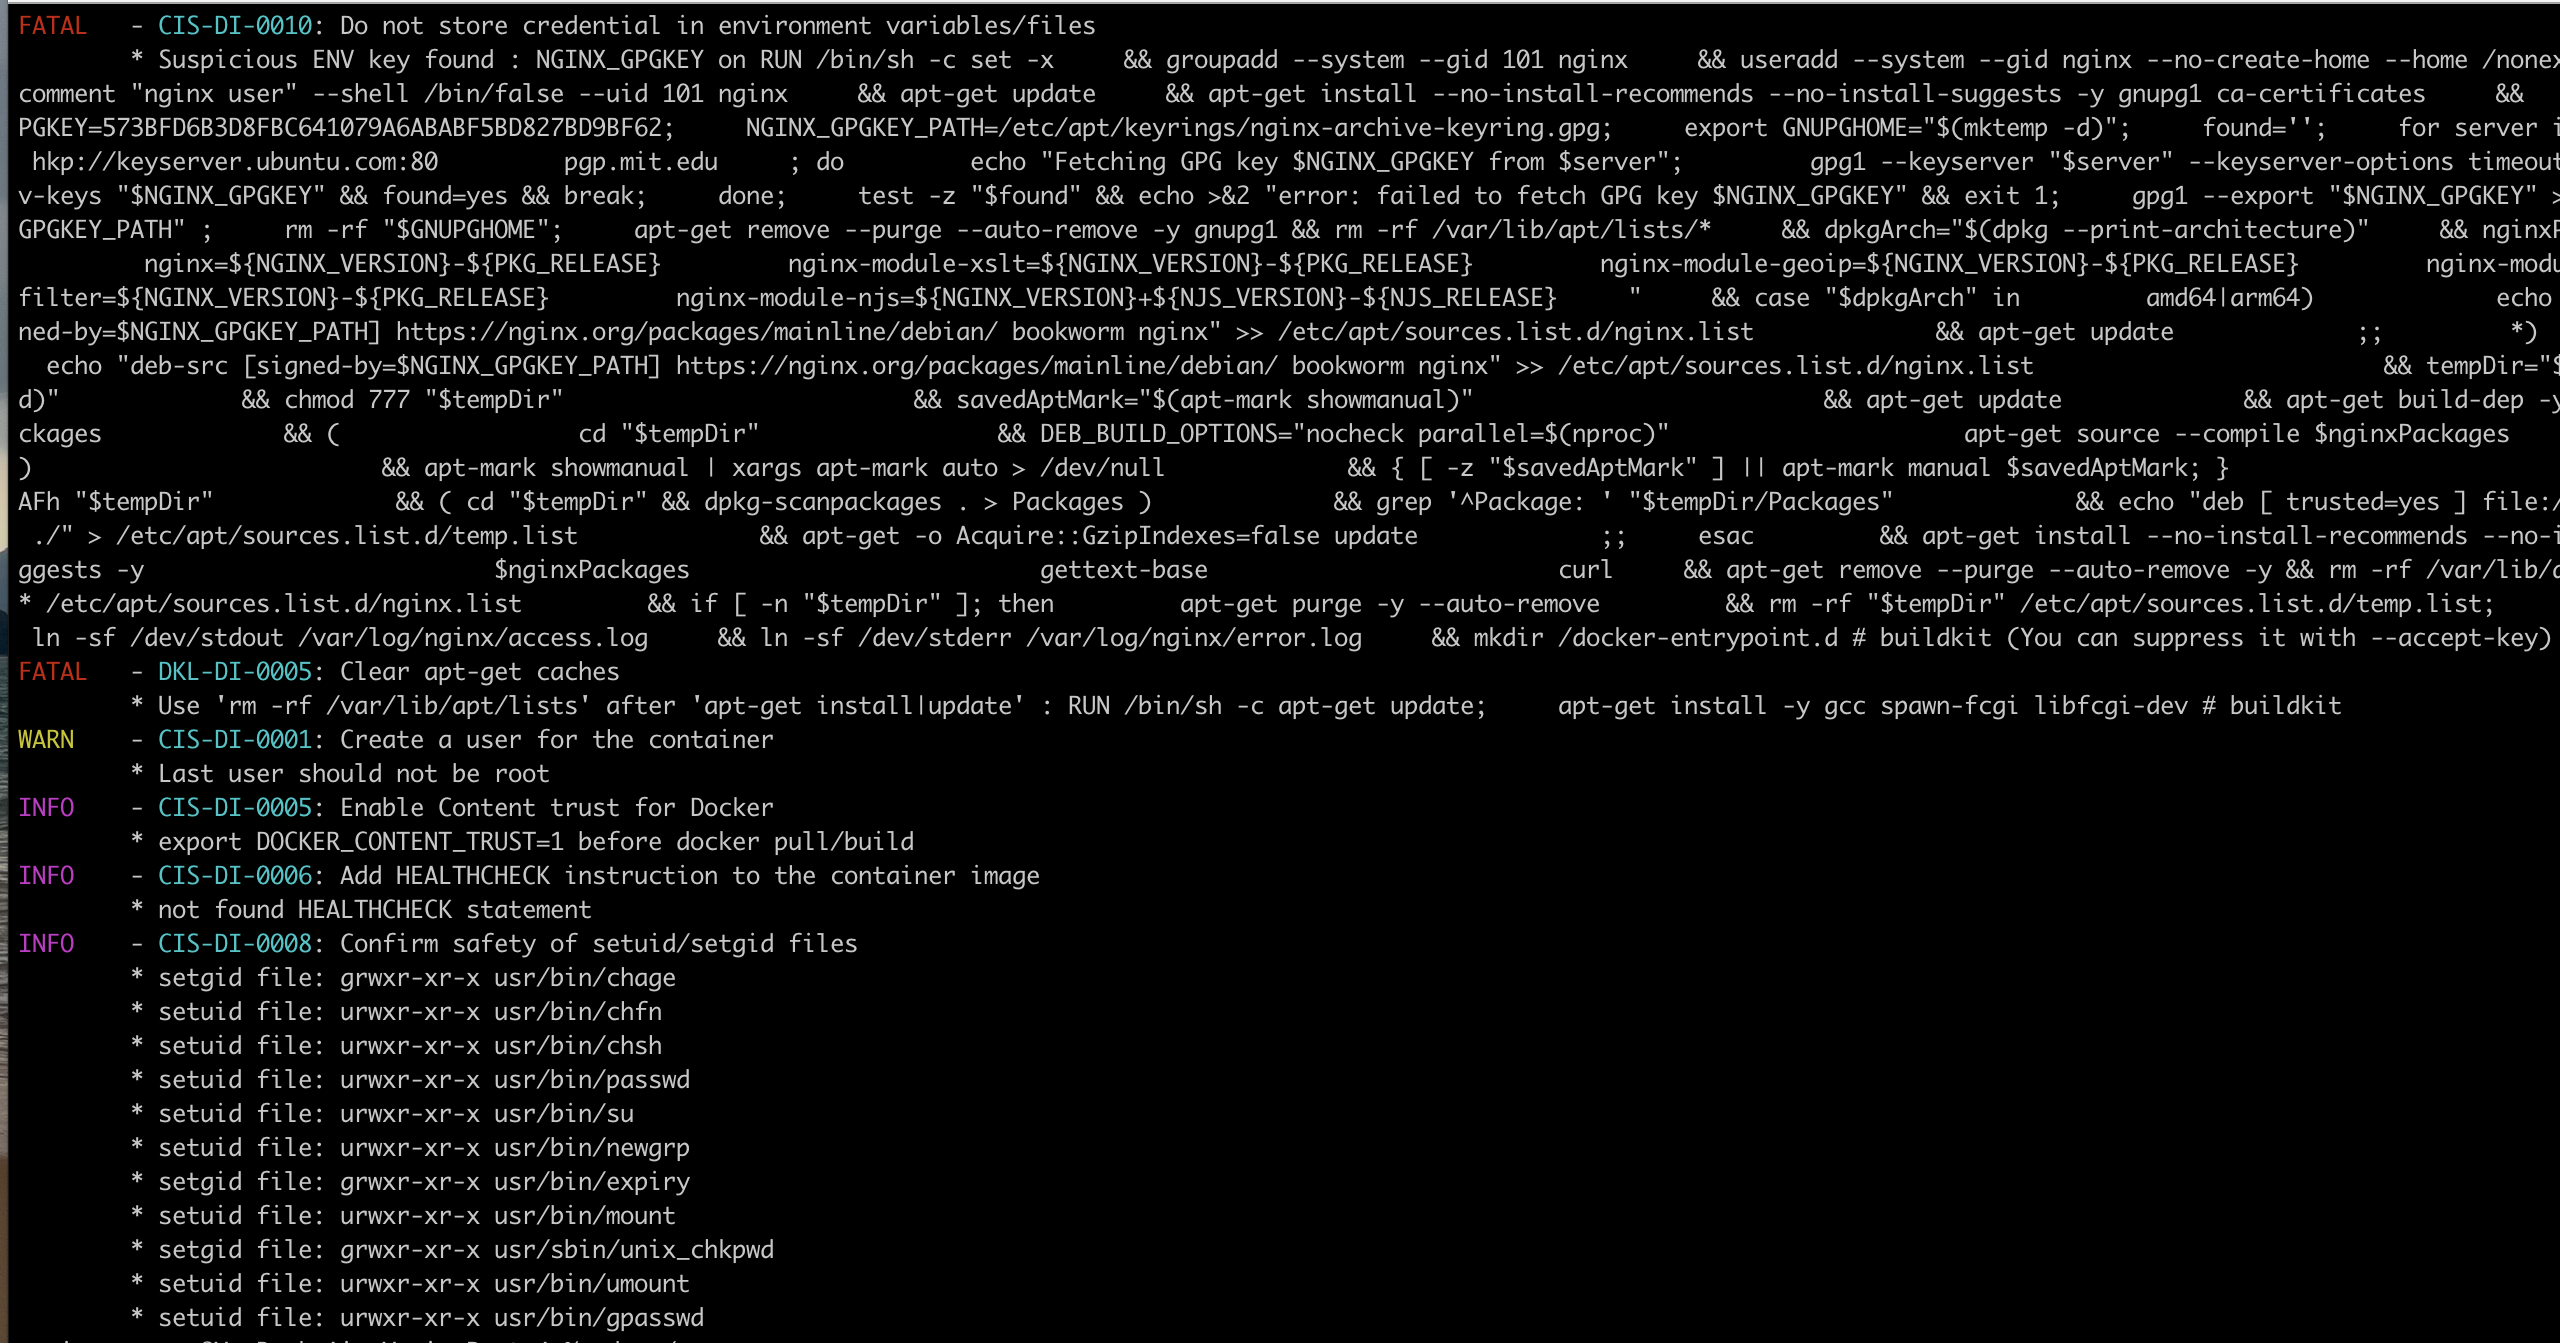 FATAL - CIS-DI-0010: Do not store credential in environment variables/files
* Suspicious ENV key found : NGINX_GPGKEY on RUN /bin/sh -c set -x && groupadd --system --gid 101 nginx && useradd --system --gid nginx --no-create-home --home /nonex
comment "nginx user" --shell /bin/false --uid 101 nginx && apt-get update && apt-get install --no-install-recommends --no-install-suggests -y gnupg1 ca-certificates &&
PGKEY=573BFD6B3D8FBC641079A6ABABF5BD827BD9BF62; NGINX_GPGKEY_PATH=/etc/apt/keyrings/nginx-archive-keyring.gpg; export GNUPGHOME="$(mktemp -d)"; found=''; for server i
hkp://keyserver.ubuntu.com:80 pgp.mit.edu ; do echo "Fetching GPG key $NGINX_GPGKEY from $server"; gpg1 --keyserver "$server" --keyserver-options timeout
v-keys "$NGINX_GPGKEY" && found=yes && break; done; test -z "$found" && echo >&2 "error: failed to fetch GPG key $NGINX_GPGKEY" && exit 1; gpg1 --export "$NGINX_GPGKEY" >
GPGKEY_PATH" ; rm -rf "$GNUPGHOME"; apt-get remove --purge --auto-remove -y gnupg1 && rm -rf /var/lib/apt/lists/* && dpkgArch="$(dpkg --print-architecture)" && nginxP
nginx=${NGINX_VERSION}-${PKG_RELEASE} nginx-module-xslt=${NGINX_VERSION}-${PKG_RELEASE} nginx-module-geoip=${NGINX_VERSION}-${PKG_RELEASE} nginx-modu
filter=${NGINX_VERSION}-${PKG_RELEASE} nginx-module-njs=${NGINX_VERSION}+${NJS_VERSION}-${NJS_RELEASE} " && case "$dpkgArch" in amd64|arm64) echo
ned-by=$NGINX_GPGKEY_PATH] https://nginx.org/packages/mainline/debian/ bookworm nginx" >> /etc/apt/sources.list.d/nginx.list && apt-get update ;; *)
echo "deb-src [signed-by=$NGINX_GPGKEY_PATH] https://nginx.org/packages/mainline/debian/ bookworm nginx" >> /etc/apt/sources.list.d/nginx.list && tempDir="$
d)" && chmod 777 "$tempDir" && savedAptMark="$(apt-mark showmanual)" && apt-get update && apt-get build-dep -y
ckages && ( cd "$tempDir" && DEB_BUILD_OPTIONS="nocheck parallel=$(nproc)" apt-get source --compile $nginxPackages
) && apt-mark showmanual | xargs apt-mark auto > /dev/null && { [ -z "$savedAptMark" ] || apt-mark manual $savedAptMark; }
AFh "$tempDir" && ( cd "$tempDir" && dpkg-scanpackages . > Packages ) && grep '^Package: ' "$tempDir/Packages" && echo "deb [ trusted=yes ] file:/
./" > /etc/apt/sources.list.d/temp.list && apt-get -o Acquire::GzipIndexes=false update ;; esac && apt-get install --no-install-recommends --no-i
ggests -y $nginxPackages gettext-base curl && apt-get remove --purge --auto-remove -y && rm -rf /var/lib/a
* /etc/apt/sources.list.d/nginx.list && if [ -n "$tempDir" ]; then apt-get purge -y --auto-remove && rm -rf "$tempDir" /etc/apt/sources.list.d/temp.list;
ln -sf /dev/stdout /var/log/nginx/access.log && ln -sf /dev/stderr /var/log/nginx/error.log && mkdir /docker-entrypoint.d # buildkit (You can suppress it with --accept-key)
FATAL - DKL-DI-0005: Clear apt-get caches
* Use 'rm -rf /var/lib/apt/lists' after 'apt-get install|update' : RUN /bin/sh -c apt-get update; apt-get install -y gcc spawn-fcgi libfcgi-dev # buildkit
WARN - CIS-DI-0001: Create a user for the container
* Last user should not be root
INFO - CIS-DI-0005: Enable Content trust for Docker
* export DOCKER_CONTENT_TRUST=1 before docker pull/build
INFO - CIS-DI-0006: Add HEALTHCHECK instruction to the container image
* not found HEALTHCHECK statement
INFO - CIS-DI-0008: Confirm safety of setuid/setgid files
* setgid file: grwxr-xr-x usr/bin/chage
* setuid file: urwxr-xr-x usr/bin/chfn
* setuid file: urwxr-xr-x usr/bin/chsh
* setuid file: urwxr-xr-x usr/bin/passwd
* setuid file: urwxr-xr-x usr/bin/su
* setuid file: urwxr-xr-x usr/bin/newgrp
* setgid file: grwxr-xr-x usr/bin/expiry
* setuid file: urwxr-xr-x usr/bin/mount
* setgid file: grwxr-xr-x usr/sbin/unix_chkpwd
* setuid file: urwxr-xr-x usr/bin/umount
* setuid file: urwxr-xr-x usr/bin/gpasswd